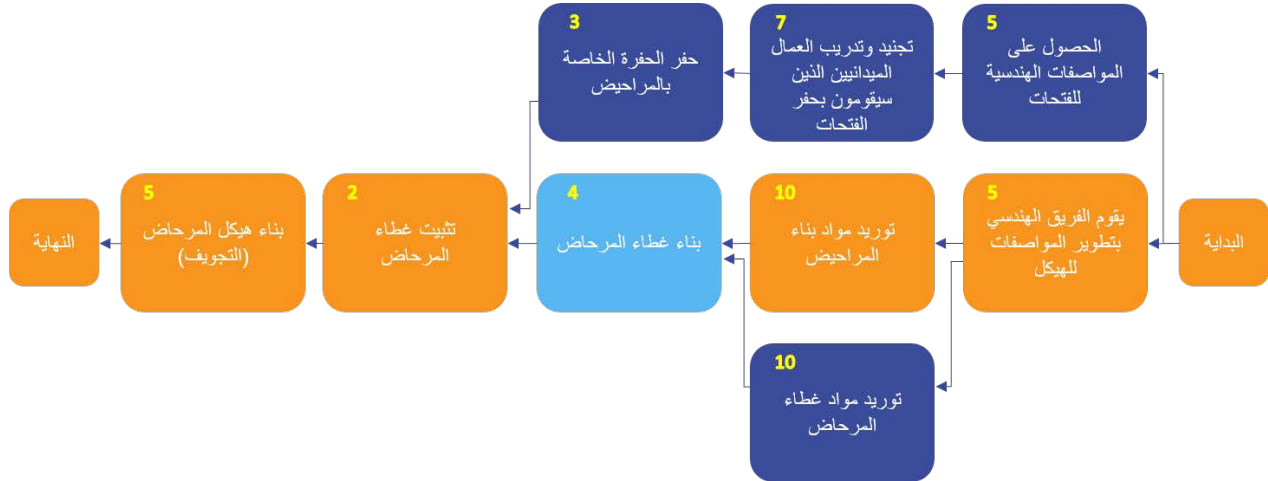 5
الحصول على
المواصفات الهندسية
للفتحات
7
تجنيد وتدريب العمال
الميدانيين الذين
سيقومون بحفر
الفتحات
3
حفر الحفرة الخاصة
بالمراحيض
البداية
5
يقوم الفريق الهندسي
بتطوير المواصفات
للهيكل
10
توريد مواد بناء
المراحيض
4
بناء غطاء المرحاض
2
تثبيت غطاء
المرحاض
5
بناء هيكل المرحاض
(التجويف)
النهاية
10
توريد مواد غطاء
المرحاض